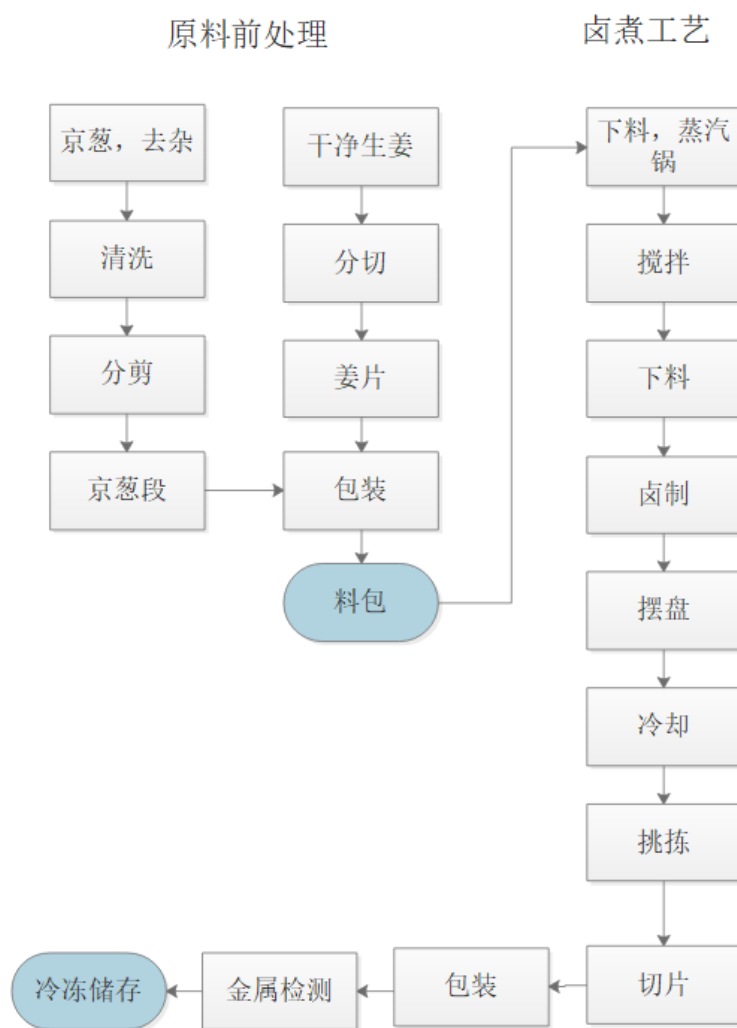 原料前处理
卤煮工艺
京葱，去杂
清洗
分剪
京葱段
干净生姜
分切
姜片
包装
料包
下料，蒸汽
锅
搅拌
下料
卤制
摆盘
冷却
挑拣
切片
包装
金属检测
冷冻储存